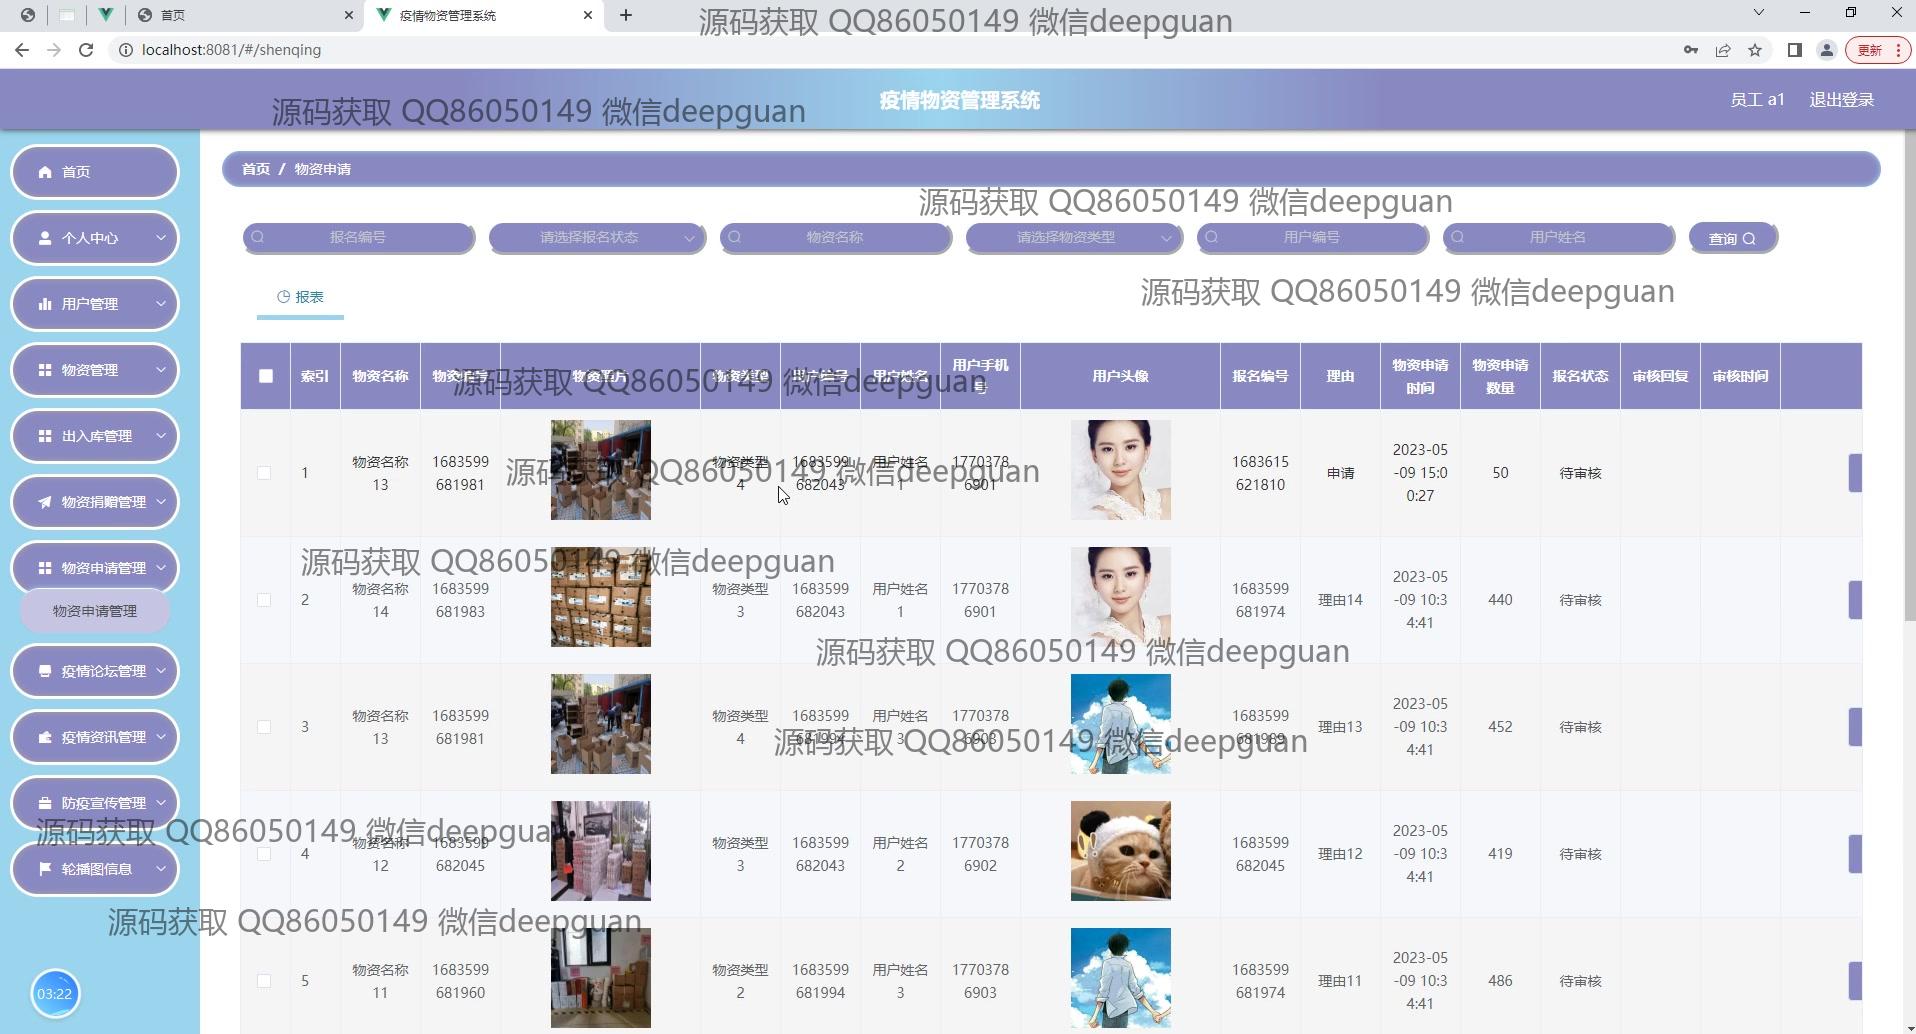 首页
疫情物资管理系统
源码获取 QQ86050149 微信deepguan
localhost:8081/#/shenqing
更新
源码获取 QQ86050149 微信deepguan
疫情物资管理系统
员工 a1
退出登录
首页
个人中心
用户管理
物资管理
出入库管理
物资捐赠管理
物资申请管理
物资申请管理
疫情论坛管理
疫情资讯管理
防疫宣传管理
轮播图信息
03:22
首页 / 物资申请
源码获取 QQ86050149 微信deepguan
报名编号
请选择报名状态
物资名称
请选择物资类型
用户编号
用户姓名
查询
报表
源码获取 QQ86050149 微信deepguan
索引 物资名称 物资编号 物资图片 物资类型 用户编号 用户姓名 用户手机号 用户头像 报名编号 理由 物资申请时间 物资申请数量 报名状态 审核回复 审核时间
源码获取 QQ86050149 微信deepguan
1 物资名称13 1683599681981 物资类型4 1683599682043 用户姓名1 17703786901 1683615621810 申请 2023-05-09 15:00:27 50 待审核
源码获取 QQ86050149 微信deepguan
源码获取 QQ86050149 微信deepguan
2 物资名称14 1683599681983 物资类型3 1683599682043 用户姓名1 17703786901 1683599681974 理由14 2023-05-09 10:34:41 440 待审核
源码获取 QQ86050149 微信deepguan
3 物资名称13 1683599681981 物资类型4 1683599681994 用户姓名3 17703786903 1683599681989 理由13 2023-05-09 10:34:41 452 待审核
源码获取 QQ86050149 微信deepguan
源码获取 QQ86050149 微信deepguan
4 物资名称12 1683599682045 物资类型3 1683599682043 用户姓名2 17703786902 1683599682045 理由12 2023-05-09 10:34:41 419 待审核
源码获取 QQ86050149 微信deepguan
5 物资名称11 1683599681960 物资类型2 1683599681994 用户姓名3 17703786903 1683599681974 理由11 2023-05-09 10:34:41 486 待审核